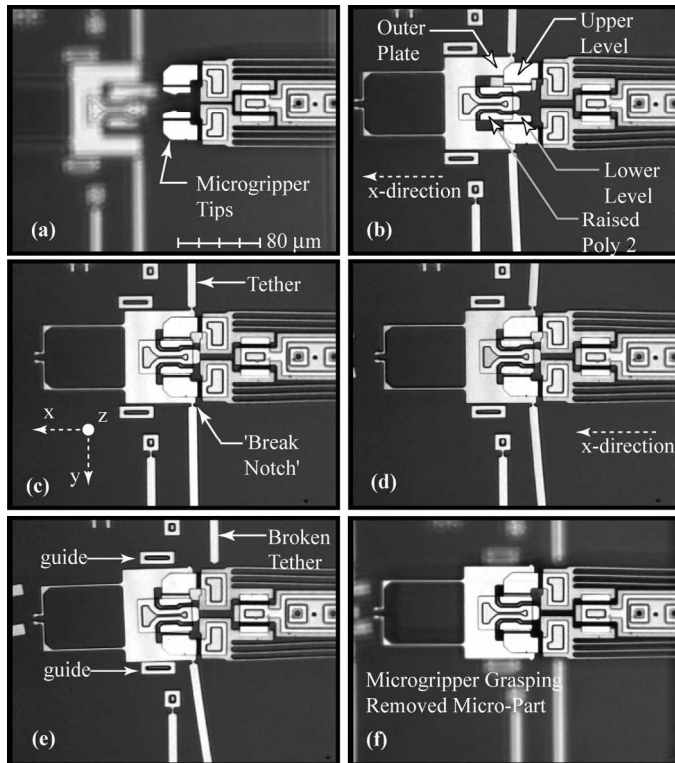 Microgripper
Tips
(a)
80 μm
Outer
Plate
Upper
Level
x-direction
Lower
Level
Raised
Poly 2
(b)
Tether
x
z
y
'Break
Notch'
(c)
x-direction
(d)
guide
Broken
Tether
guide
(e)
Microgripper Grasping
Removed Micro-Part
(f)